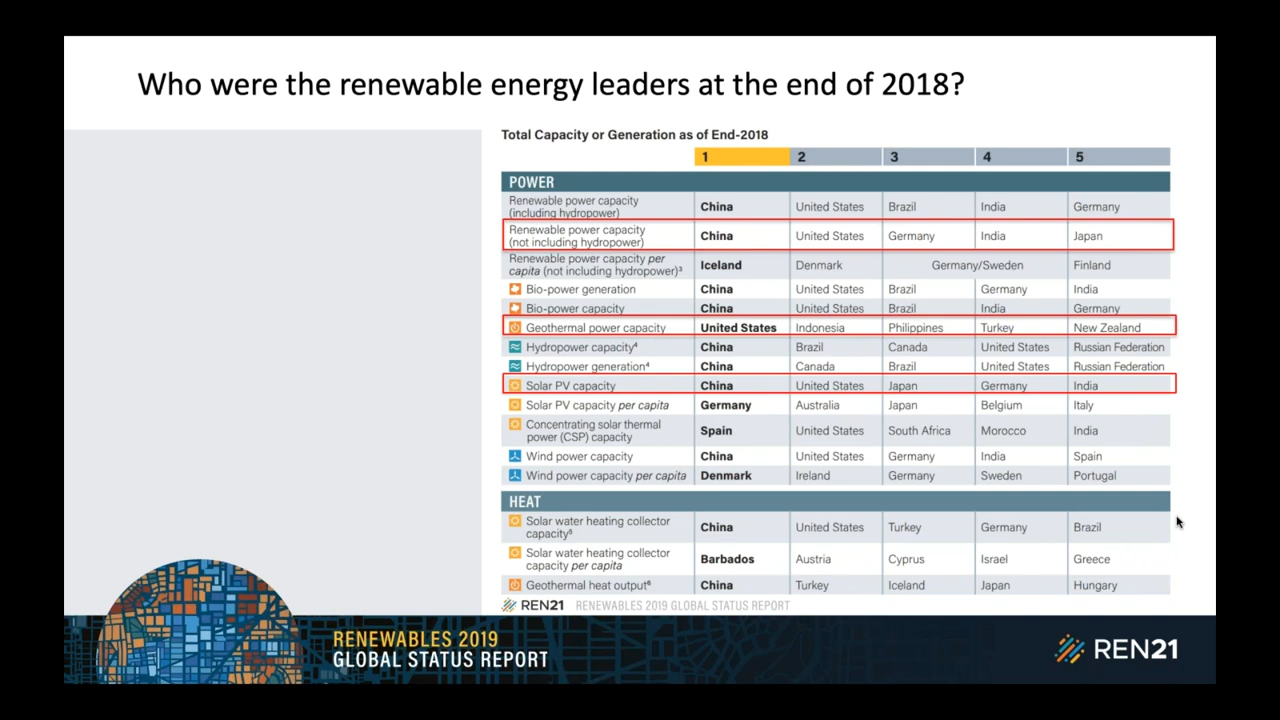 Who were the renewable energy leaders at the end of 2018?
Total Capacity or Generation as of End-2018
1 2 3 4 5
POWER
Renewable power capacity
(including hydropower) China United States Brazil India Germany
Renewable power capacity
(not including hydropower) China United States Germany India Japan
Renewable power capacity per
capita (not including hydropower)³ Iceland Denmark Germany/Sweden Finland
Bio-power generation China United States Brazil Germany India
Bio-power capacity China United States Brazil India Germany
Geothermal power capacity United States Indonesia Philippines Turkey New Zealand
Hydropower capacity⁴ China Brazil Canada United States Russian Federation
Hydropower generation⁴ China Canada Brazil United States Russian Federation
Solar PV capacity China United States Japan Germany India
Solar PV capacity per capita Germany Australia Japan Belgium Italy
Concentrating solar thermal
power (CSP) capacity Spain United States South Africa Morocco India
Wind power capacity China United States Germany India Spain
Wind power capacity per capita Denmark Ireland Germany Sweden Portugal
HEAT
Solar water heating collector
capacity⁵ China United States Turkey Germany Brazil
Solar water heating collector
capacity per capita Barbados Austria Cyprus Israel Greece
Geothermal heat output⁶ China Turkey Iceland Japan Hungary
REN21 RENEWABLES 2019 GLOBAL STATUS REPORT
RENEWABLES 2019
GLOBAL STATUS REPORT
REN21